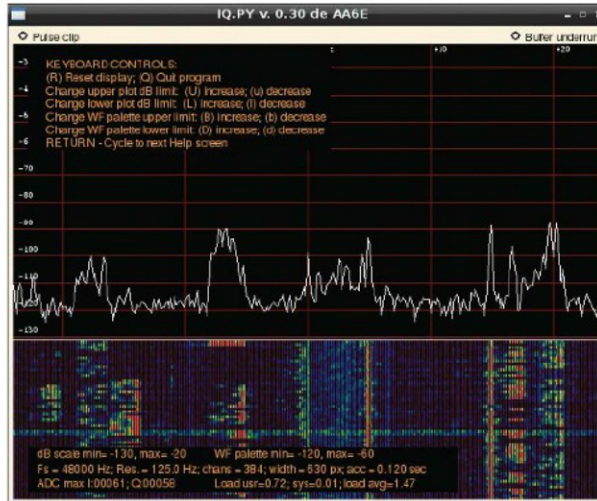 IQ.PY v. 0.30 de AA6E
Pulse clip
Buffer underrun
+10 +20
KEYBOARD CONTROLS:
(R) Reset display; (Q) Quit program
Change upper plot dB limit: (U) increase; (u) decrease
Change lower plot dB limit: (L) increase; (l) decrease
Change WF palette upper limit: (B) increase; (b) decrease
Change WF palette lower limit: (D) increase; (d) decrease
RETURN - Cycle to next Help screen
-70
-80
-90
-100
-110
-120
-130
dB scale min= -130, max= -20 WF palette min= -120, max= -60
Fs = 48000 Hz; Res. = 125.0 Hz; chans = 384; width = 630 px; acc = 0.120 sec
ADC max I:00061; Q:00058 Load usr=0.72; sys=0.01; load avg=1.47